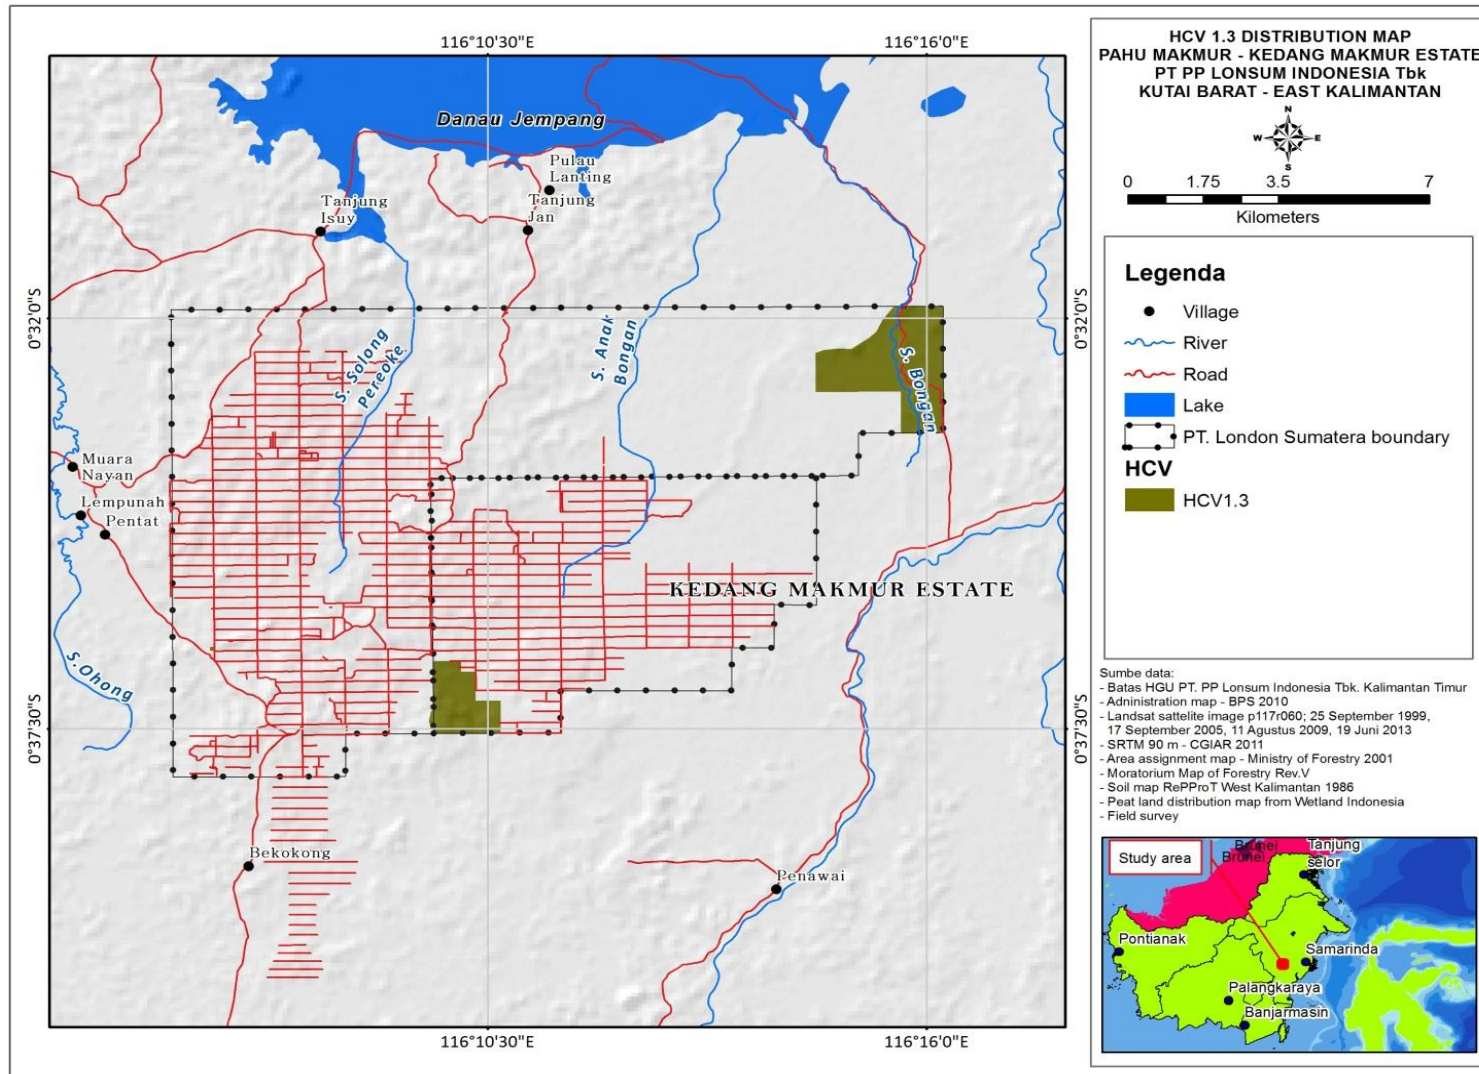 HCV 1.3 DISTRIBUTION MAP
PAHU MAKMUR - KEDANG MAKMUR ESTATE
PT PP LONSUM INDONESIA Tbk
KUTAI BARAT - EAST KALIMANTAN
N
W E
S
0 1.75 3.5 7
Kilometers
Legenda
Village
River
Road
Lake
PT. London Sumatera boundary
HCV
HCV1.3
Sumbe data:
- Batas HGU PT. PP Lonsum Indonesia Tbk. Kalimantan Timur
- Adninistration map - BPS 2010
- Landsat sattelite image p117r060; 25 September 1999,
17 September 2005, 11 Agustus 2009, 19 Juni 2013
- SRTM 90 m - CGIAR 2011
- Area assignment map - Ministry of Forestry 2001
- Moratorium Map of Forestry Rev.V
- Soil map RePPProT West Kalimantan 1986
- Peat land distribution map from Wetland Indonesia
- Field survey
Study area
Brunei
Brunei
Tanjung
selor
Pontianak
Samarinda
Palangkaraya
Banjarmasin
116°10'30"E
116°16'0"E
0°32'0"S
0°32'0"S
Danau Jempang
Pulau
Lanting
Tanjung
Jan
Tanjung
Isuy
S. Solong
Pereoke
S. Anak
Bongan
S. Bongan
Muara
Nayan
Lempunah
Pentat
KEDANG MAKMUR ESTATE
S.Ohong
0°37'30"S
0°37'30"S
Bekokong
Penawai
116°10'30"E
116°16'0"E